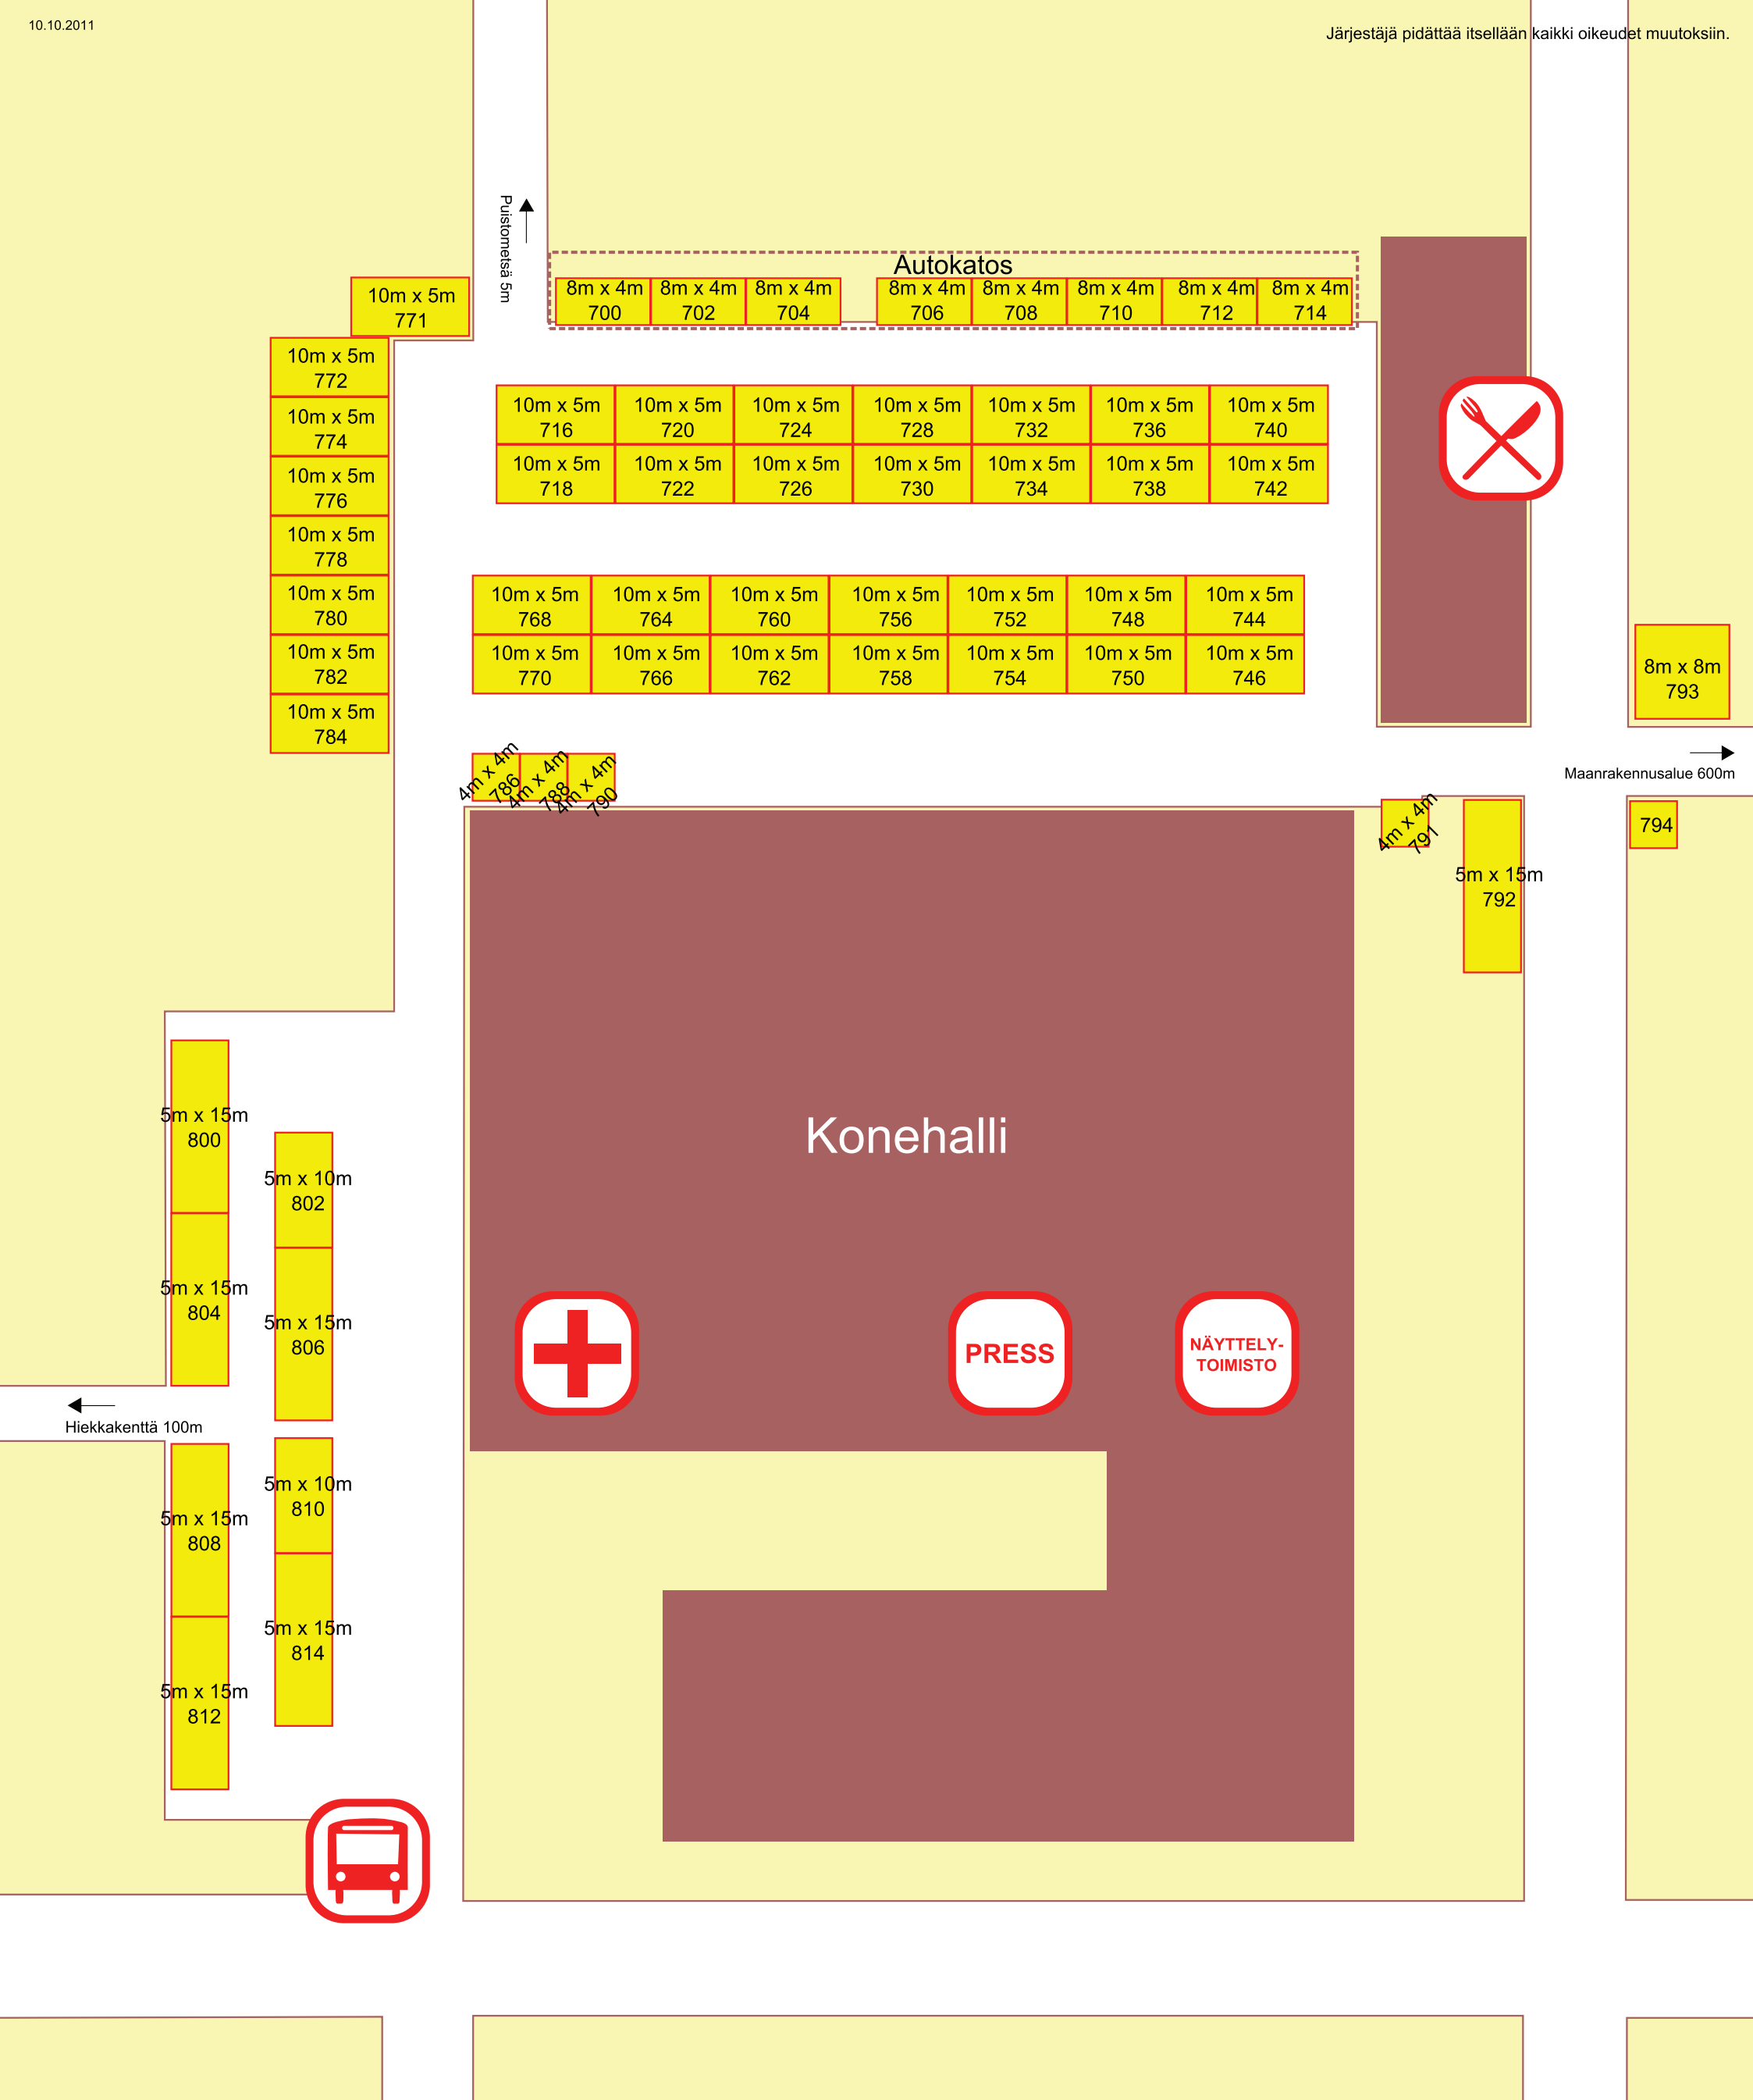 10.10.2011
Järjestäjä pidättää itsellään kaikki oikeudet muutoksiin.
Puistometsä 5m
Autokatos
8m x 4m
700
8m x 4m
702
8m x 4m
704
8m x 4m
706
8m x 4m
708
8m x 4m
710
8m x 4m
712
8m x 4m
714
10m x 5m
771
10m x 5m
772
10m x 5m
774
10m x 5m
776
10m x 5m
778
10m x 5m
780
10m x 5m
782
10m x 5m
784
10m x 5m
716
10m x 5m
720
10m x 5m
724
10m x 5m
728
10m x 5m
732
10m x 5m
736
10m x 5m
740
10m x 5m
718
10m x 5m
722
10m x 5m
726
10m x 5m
730
10m x 5m
734
10m x 5m
738
10m x 5m
742
10m x 5m
768
10m x 5m
764
10m x 5m
760
10m x 5m
756
10m x 5m
752
10m x 5m
748
10m x 5m
744
10m x 5m
770
10m x 5m
766
10m x 5m
762
10m x 5m
758
10m x 5m
754
10m x 5m
750
10m x 5m
746
8m x 8m
793
Maanrakennusalue 600m
4m x 4m
786
4m x 4m
788
4m x 4m
790
4m x 4m
791
5m x 15m
792
794
Konehalli
5m x 15m
800
5m x 10m
802
5m x 15m
804
5m x 15m
806
PRESS
NÄYTTELY-
TOIMISTO
Hiekkakenttä 100m
5m x 15m
808
5m x 10m
810
5m x 15m
812
5m x 15m
814